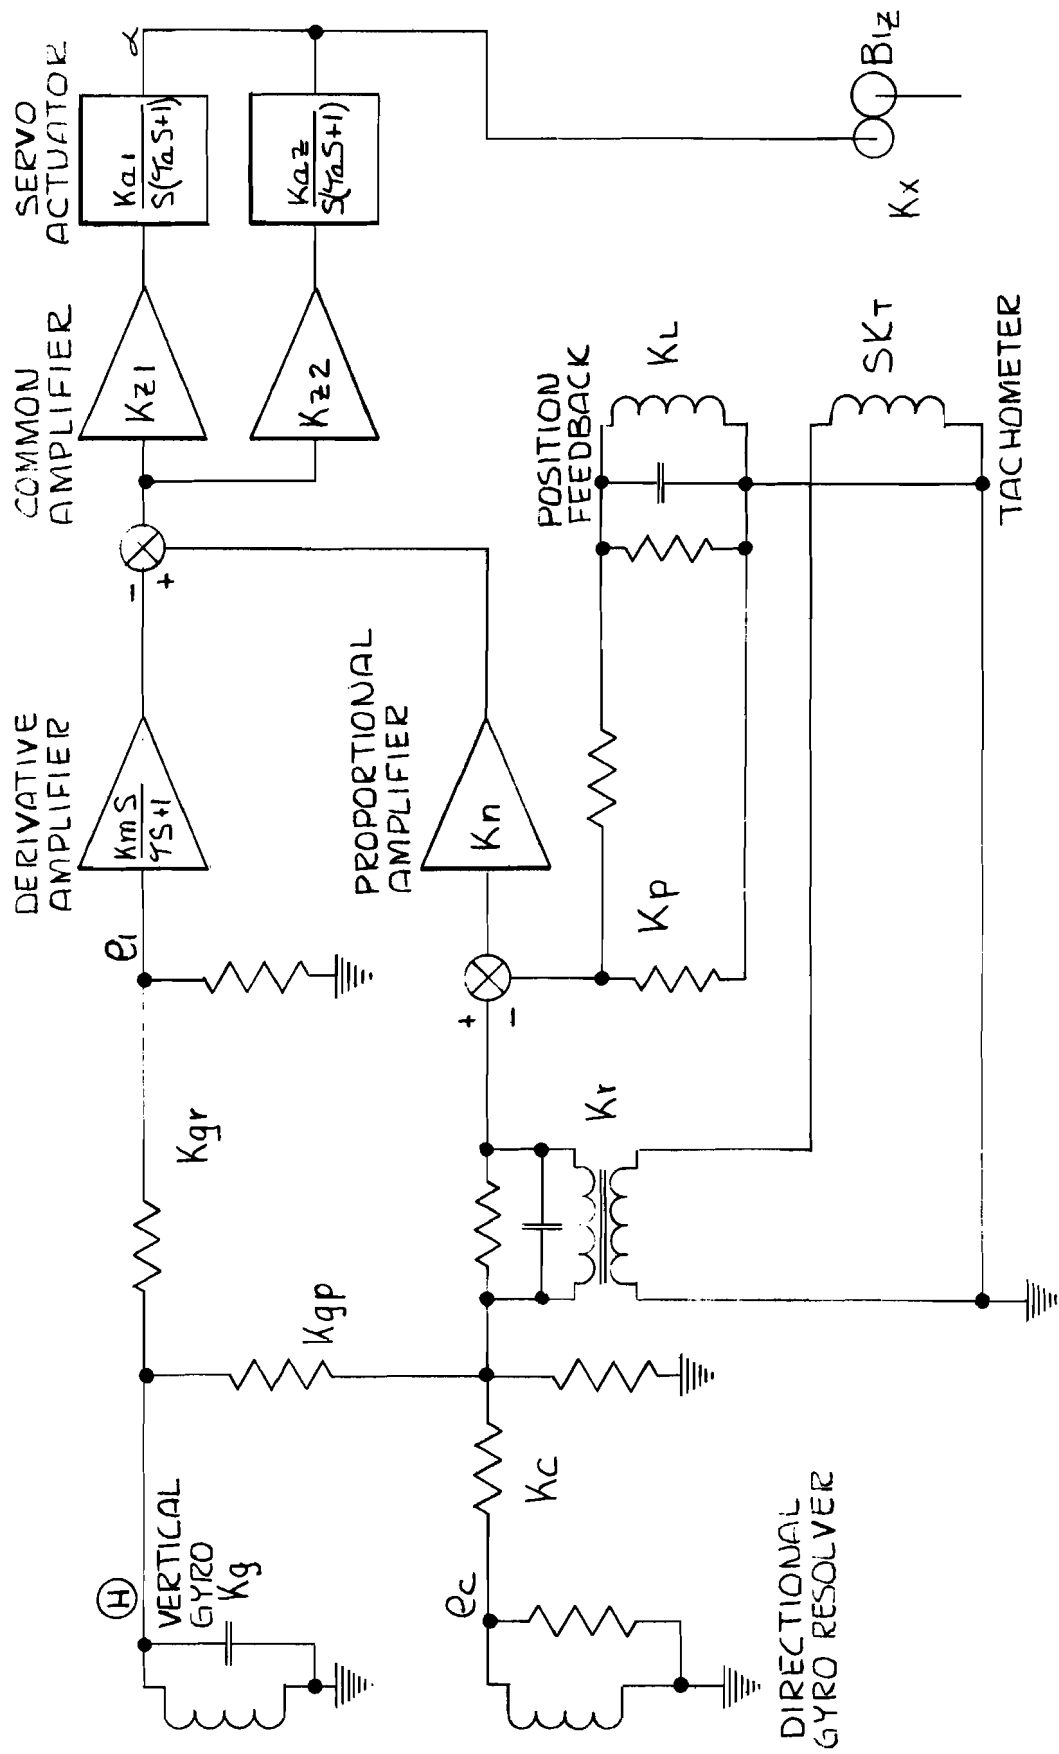 SERVO
ACTUATOR
α
Ka1
S(τaS+1)
Ka2
S(τaS+1)
B1Z
Kx
COMMON
AMPLIFIER
Kz1
Kz2
-
+
POSITION
FEEDBACK
KL
SKT
TACHOMETER
DERIVATIVE
AMPLIFIER
KmS
τS+1
e1
PROPORTIONAL
AMPLIFIER
Kn
Kp
+
-
Kgr
Kr
Kgp
H
VERTICAL
GYRO
Kg
Kc
ec
DIRECTIONAL
GYRO RESOLVER